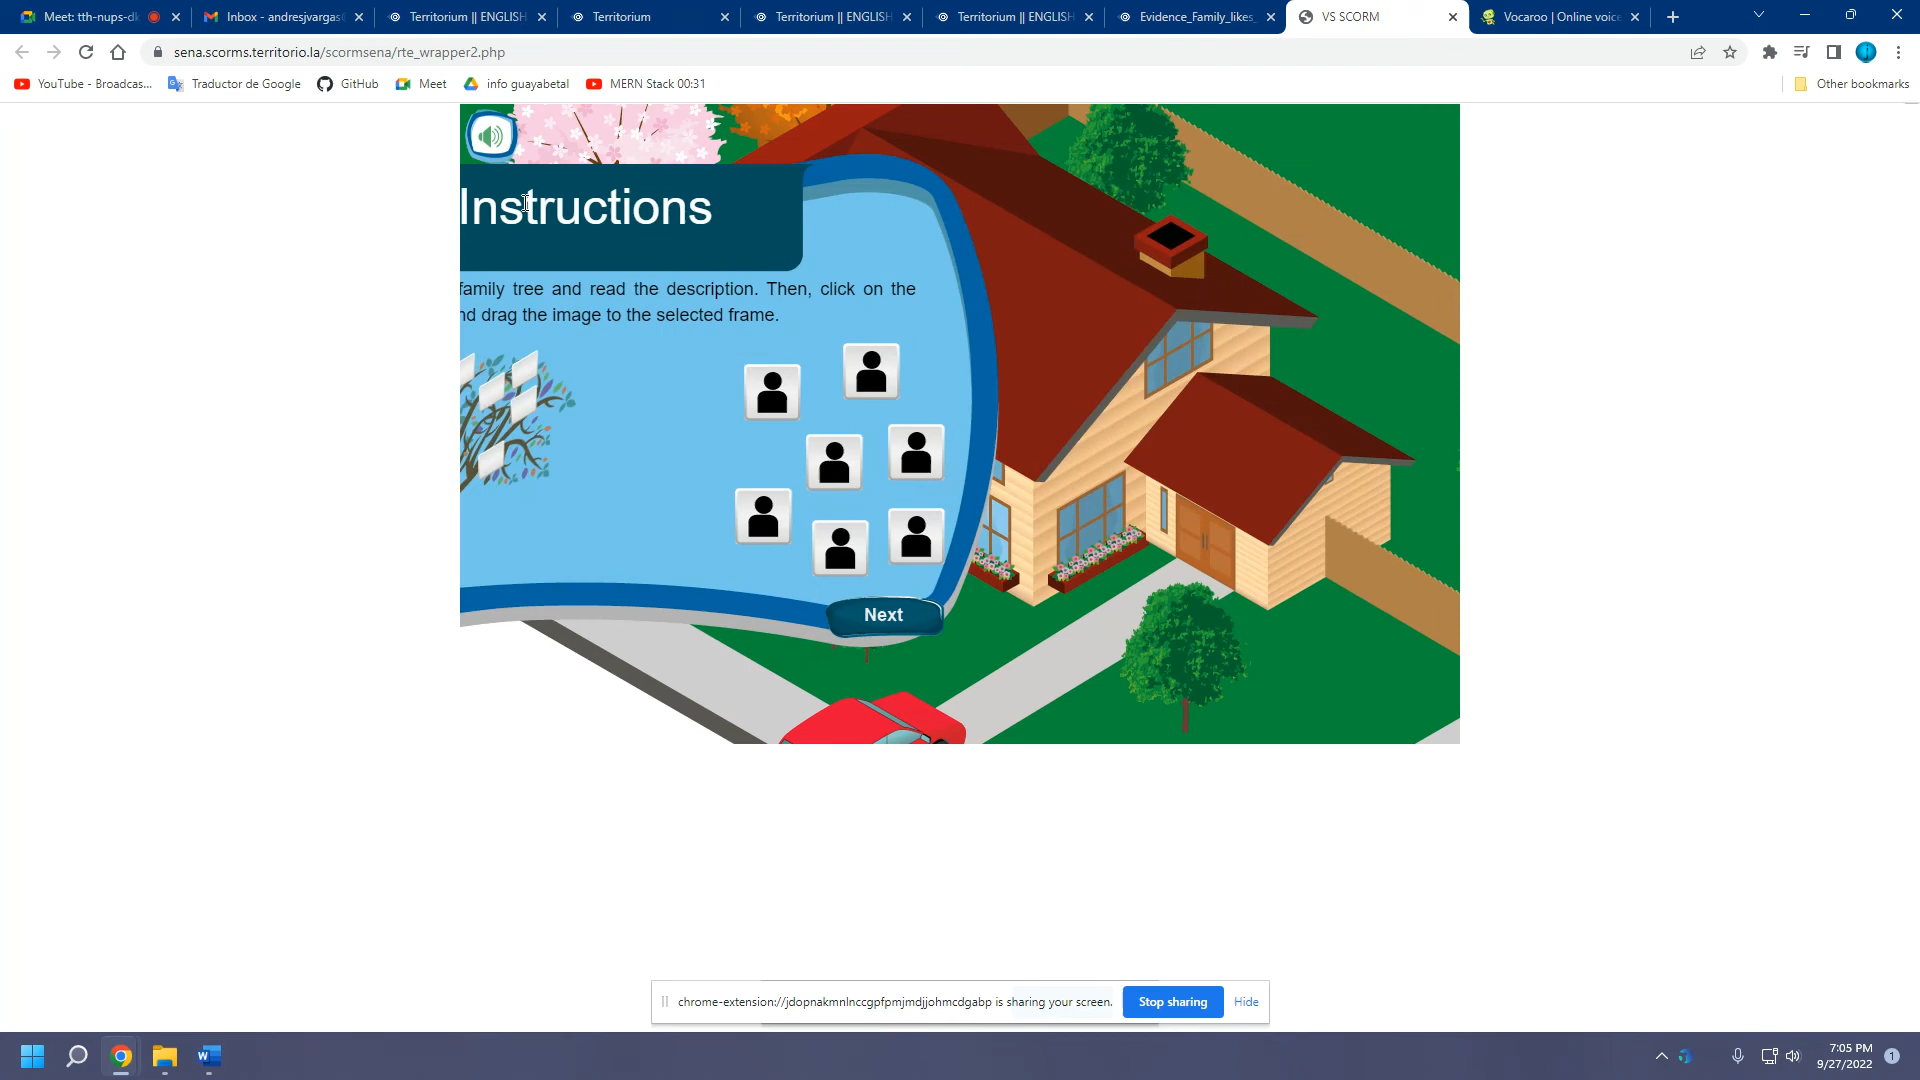 Meet: tth-nups-dk
Inbox - andresjvargas
Territorium || ENGLISH
Territorium
Territorium || ENGLISH
Territorium || ENGLISH
Evidence_Family_likes_
VS SCORM
Vocaroo | Online voice
sena.scorms.territorio.la/scormsena/rte_wrapper2.php
YouTube - Broadcas...
Traductor de Google
GitHub
Meet
info guayabetal
MERN Stack 00:31
Other bookmarks
Instructions
family tree and read the description. Then, click on the
nd drag the image to the selected frame.
Next
chrome-extension://jdopnakmnlnccgpfpmjmdjjohmcdgabp is sharing your screen.
Stop sharing
Hide
7:05 PM
9/27/2022
1